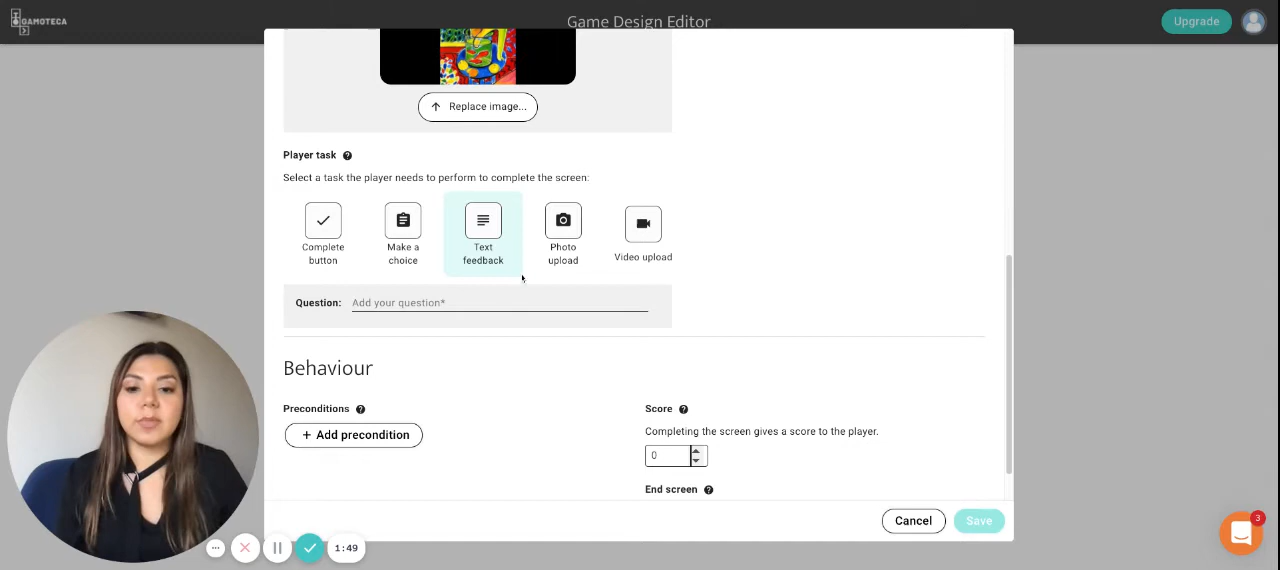 GAMOTECA
Game Design Editor
Upgrade
Replace image...
Player task
Select a task the player needs to perform to complete the screen:
Complete button
Make a choice
Text feedback
Photo upload
Video upload
Question: Add your question*
Behaviour
Preconditions
+ Add precondition
Score
Completing the screen gives a score to the player.
0
End screen
Cancel
Save
3
1:49